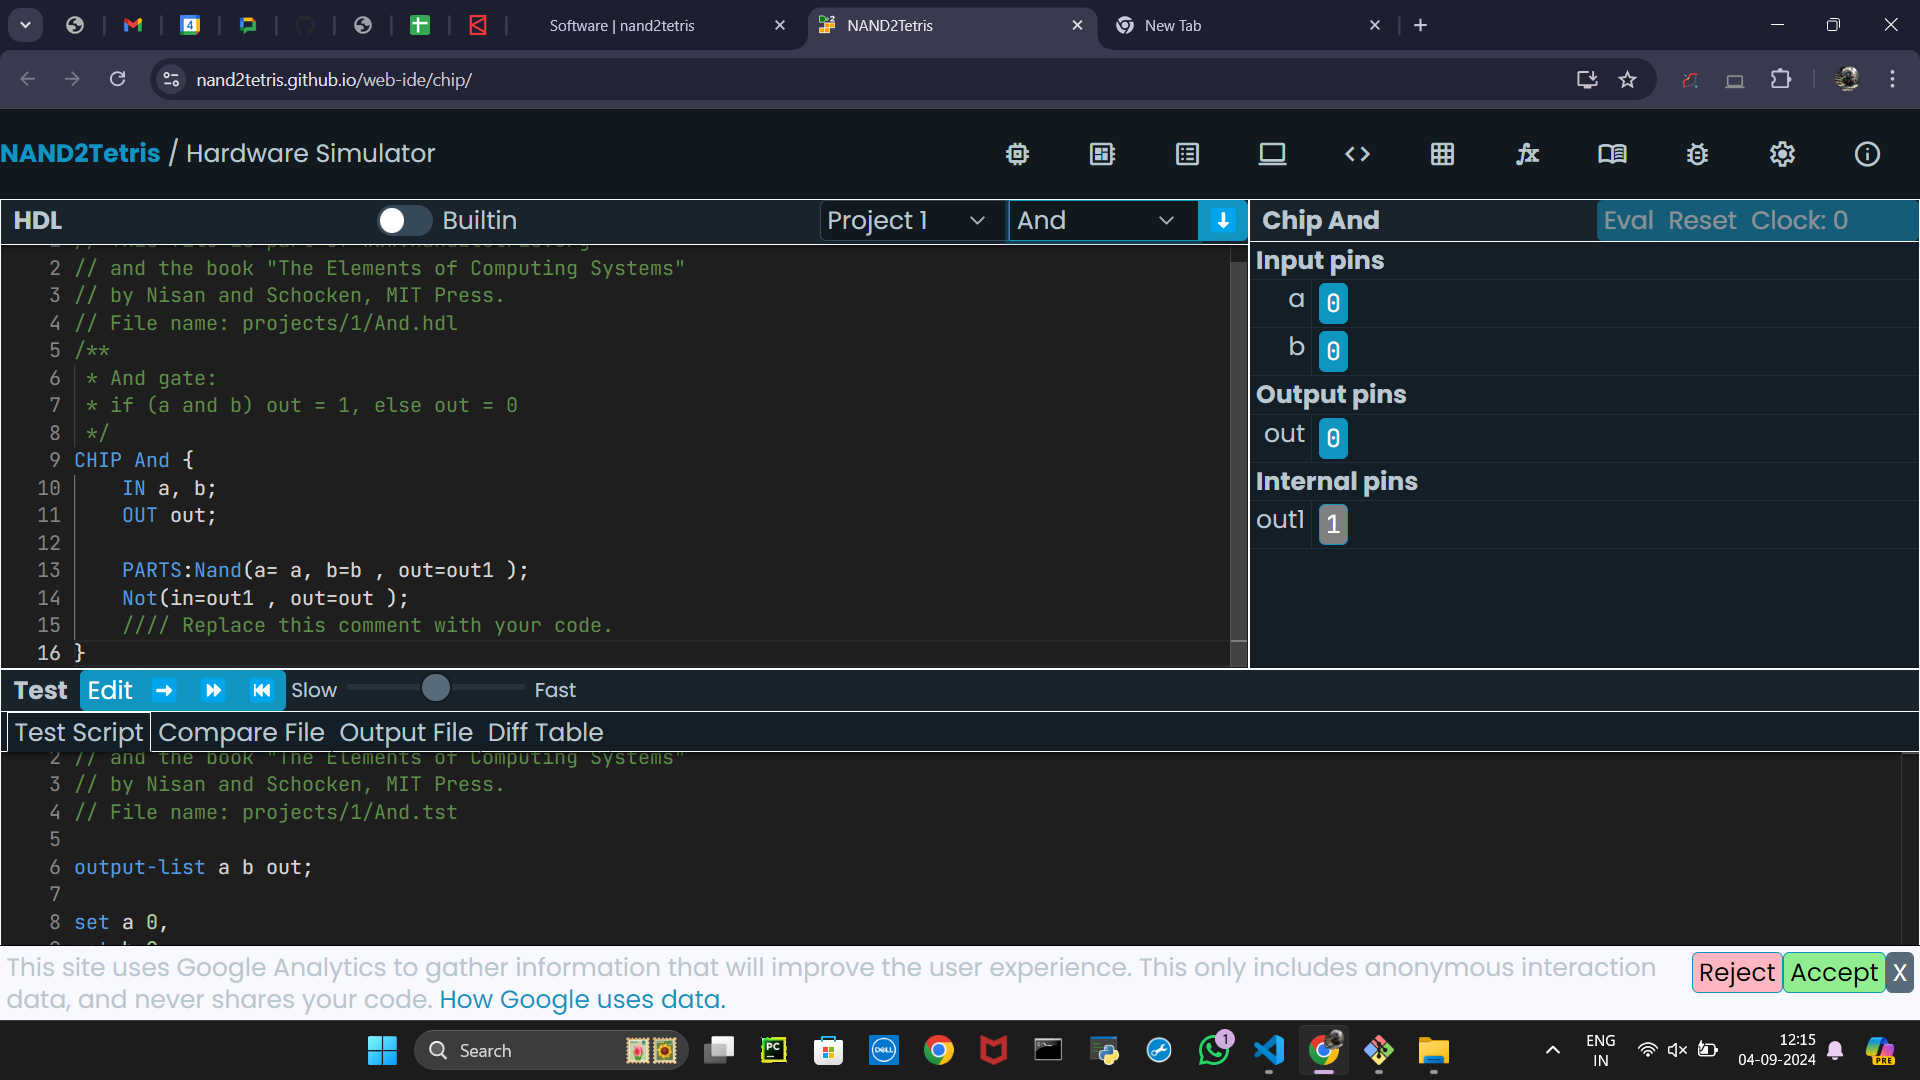 4
Software | nand2tetris
NAND2Tetris
New Tab
nand2tetris.github.io/web-ide/chip/
NAND2Tetris / Hardware Simulator
HDL
Builtin
Project 1
And
Chip And
Eval Reset Clock: 0
2 // and the book "The Elements of Computing Systems"
3 // by Nisan and Schocken, MIT Press.
4 // File name: projects/1/And.hdl
5 /**
6 * And gate:
7 * if (a and b) out = 1, else out = 0
8 */
9 CHIP And {
10 IN a, b;
11 OUT out;
12
13 PARTS:Nand(a= a, b=b , out=out1 );
14 Not(in=out1 , out=out );
15 //// Replace this comment with your code.
16 }
Input pins
a 0
b 0
Output pins
out 0
Internal pins
out1 1
Test Edit Slow Fast
Test Script Compare File Output File Diff Table
2 // and the book "The Elements of Computing Systems"
3 // by Nisan and Schocken, MIT Press.
4 // File name: projects/1/And.tst
5
6 output-list a b out;
7
8 set a 0,
This site uses Google Analytics to gather information that will improve the user experience. This only includes anonymous interaction
data, and never shares your code. How Google uses data.
Reject Accept X
Search
PC
DELL
1
ENG
IN
12:15
04-09-2024
PRE